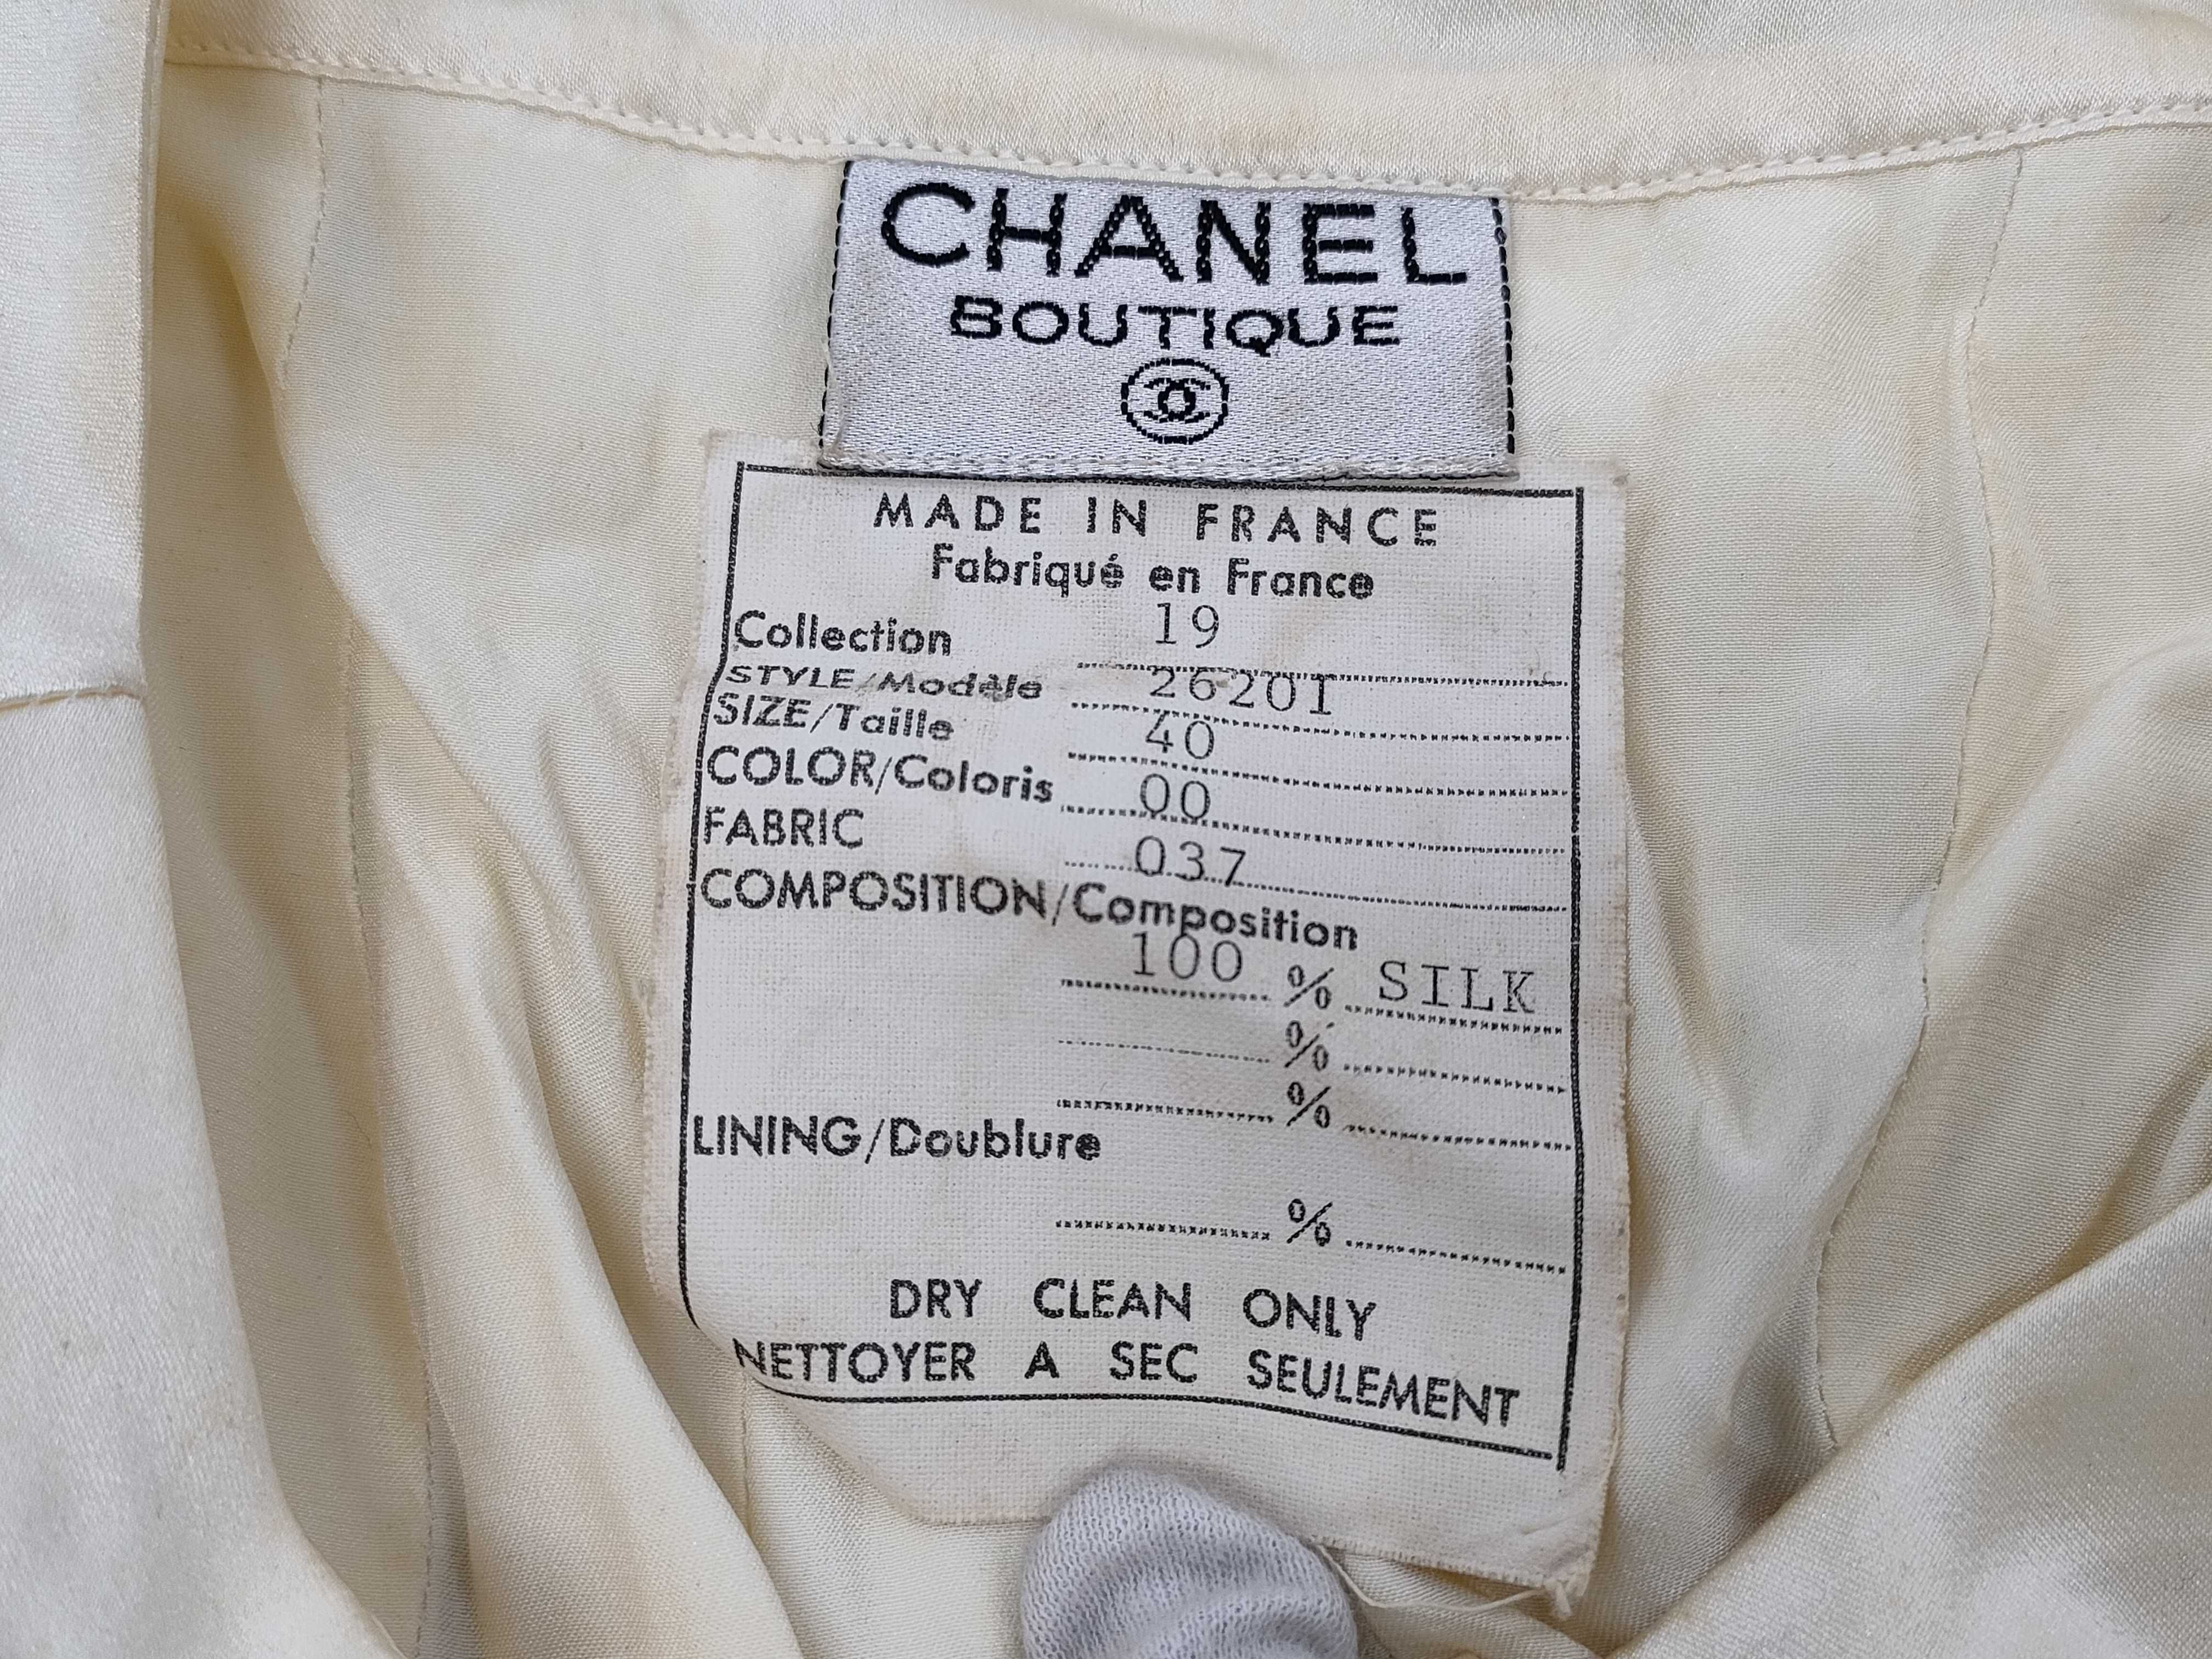 CHANEL
BOUTIQUE
MADE IN FRANCE
Fabriqué en France
Collection 19
STYLE/Modèle 26201
SIZE/Taille 40
COLOR/Coloris 00
FABRIC 037
COMPOSITION/Composition
100 % SILK
%
%
LINING/Doublure
%
DRY CLEAN ONLY
NETTOYER A SEC SEULEMENT